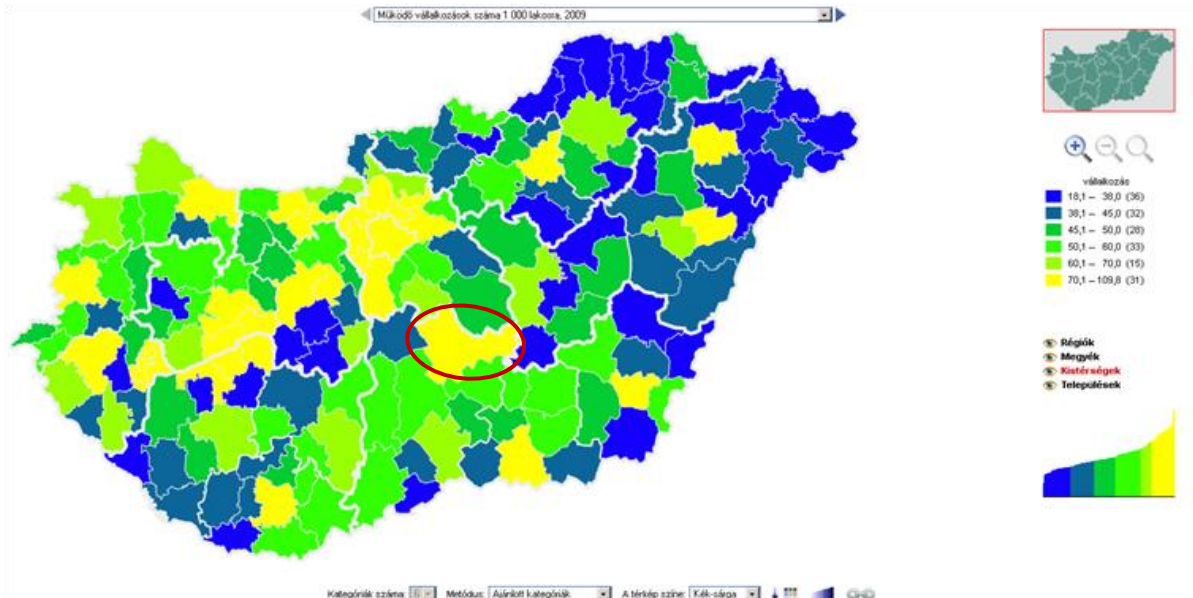 Működő vállalkozások száma 1 000 lakosra, 2009
vállalkozás
18,1 – 38,0 (36)
38,1 – 45,0 (32)
45,1 – 50,0 (28)
50,1 – 60,0 (33)
60,1 – 70,0 (15)
70,1 –109,8 (31)
Régiók
Megyék
Kistérségek
Települések
Kategóriák száma: 6 Metódus: Ajánlott kategóriák A térkép színe: Kék-sárga